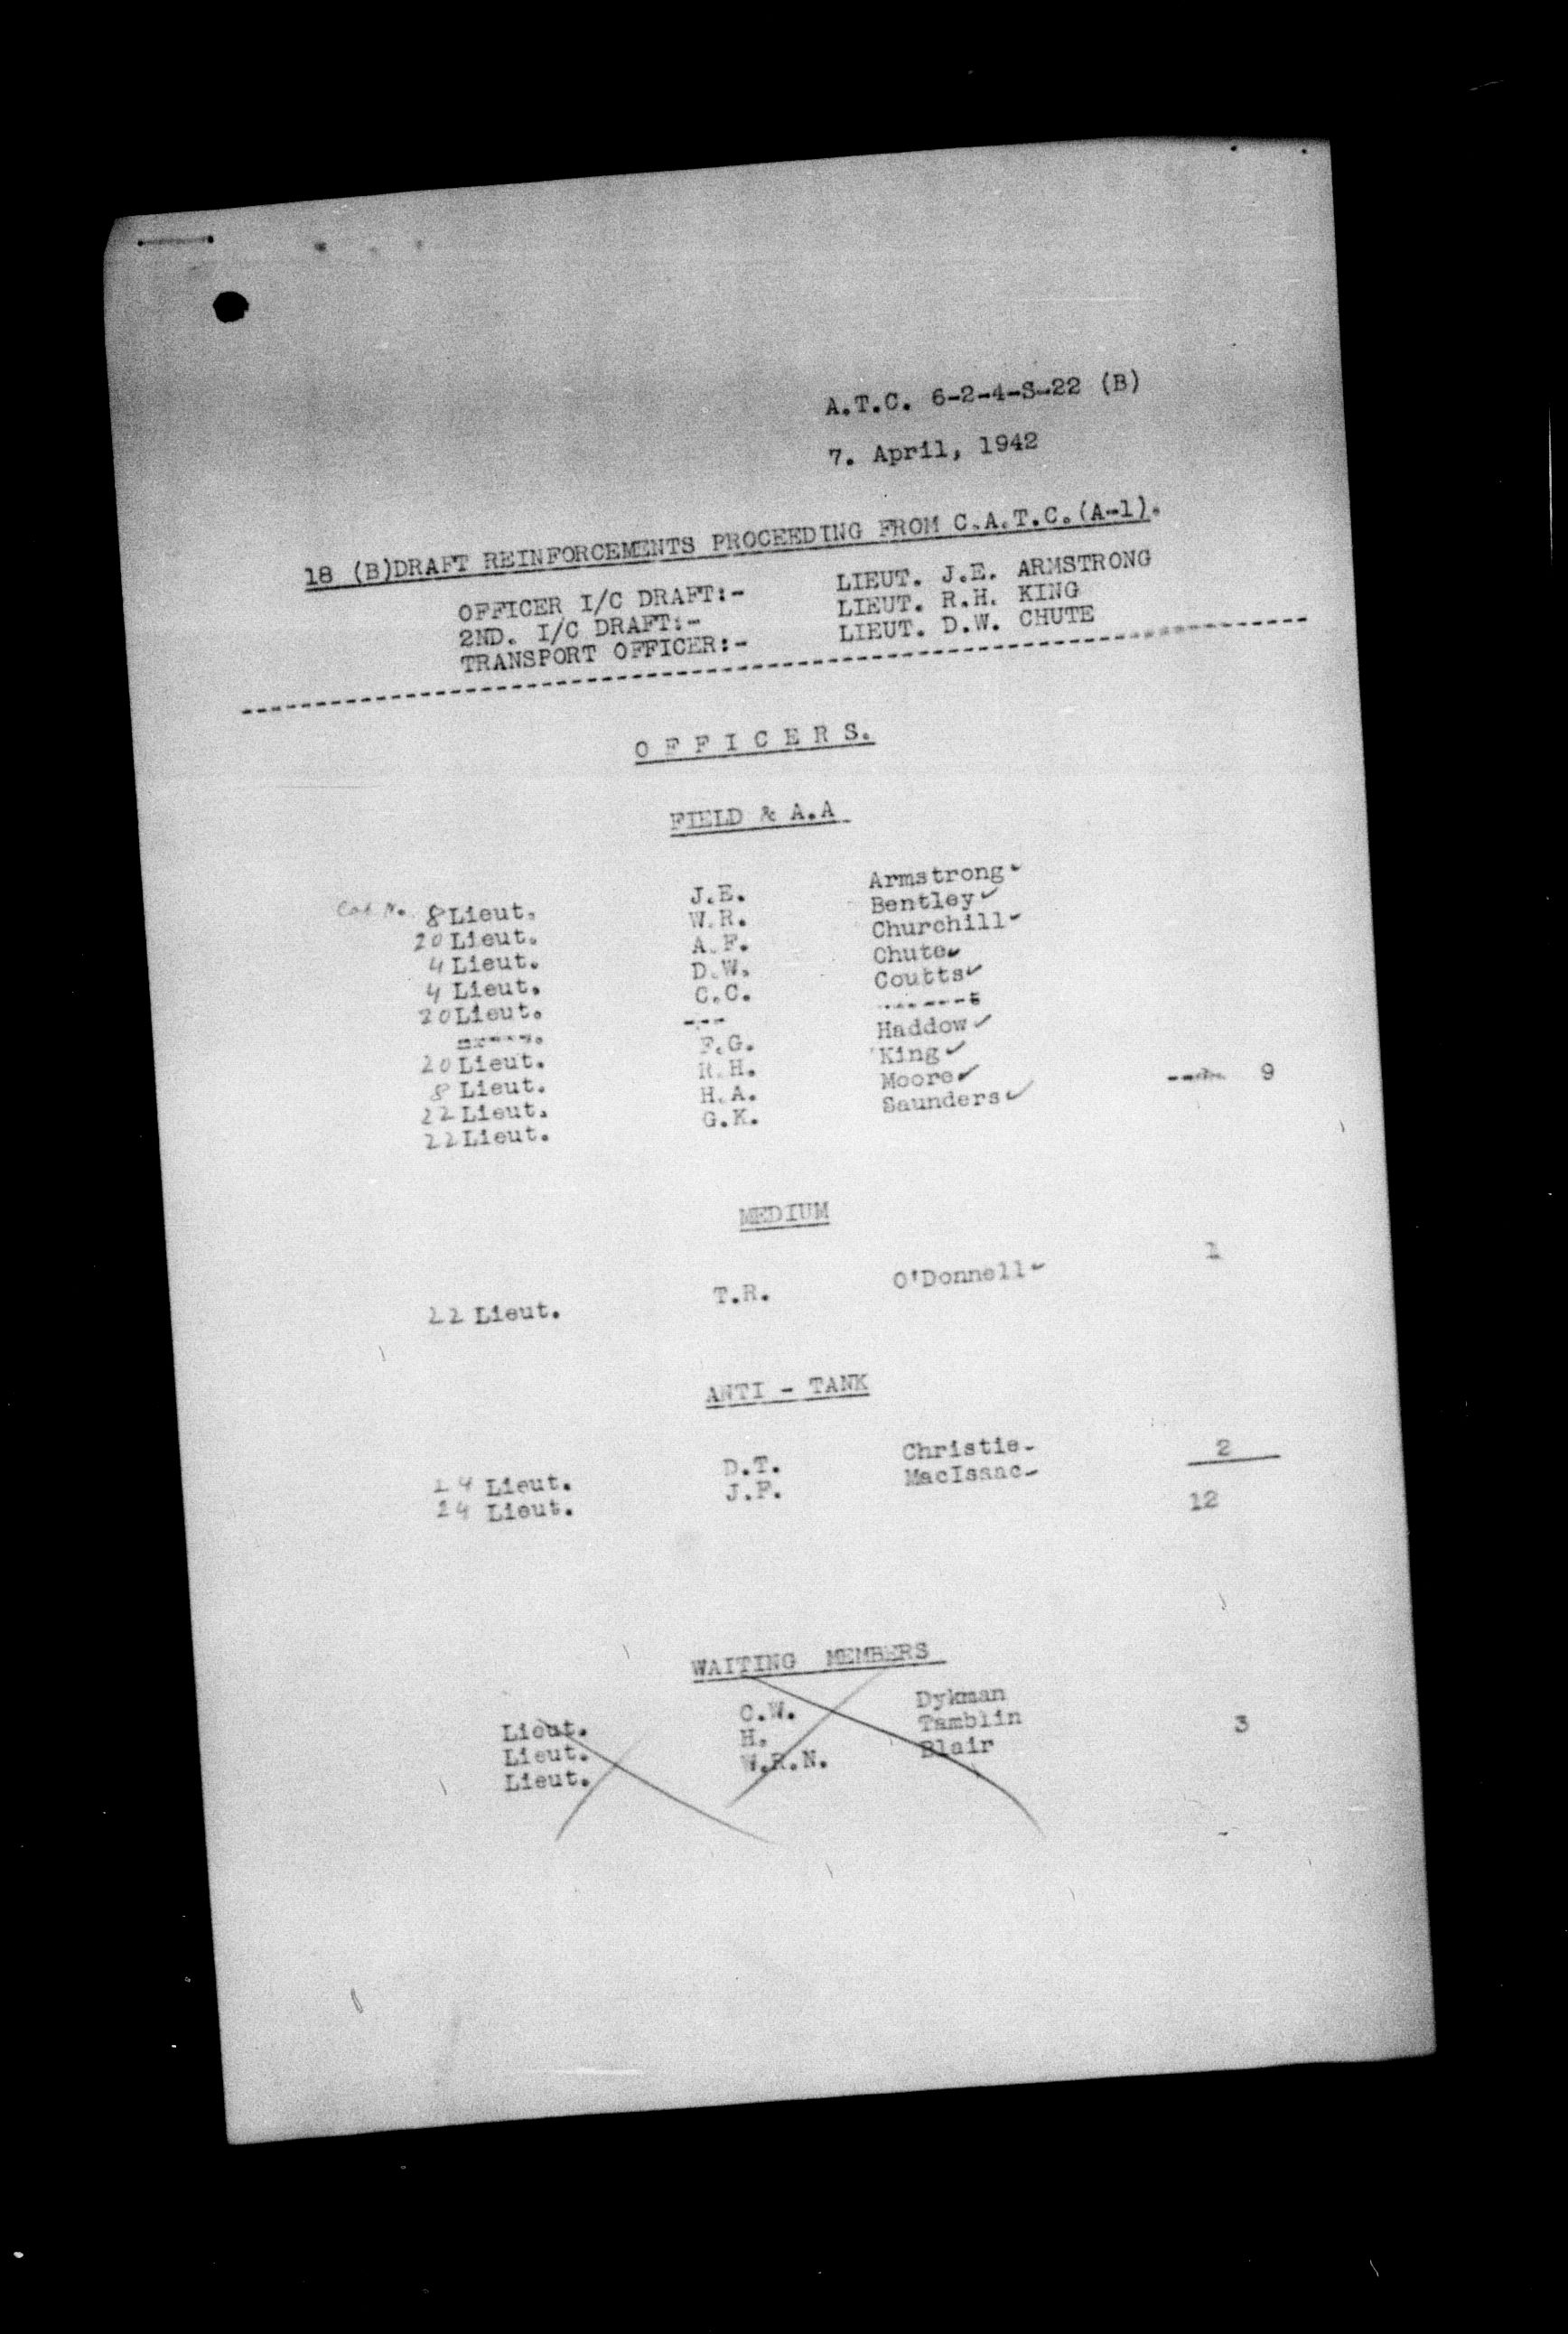 A.T.C. 6-2-4-S-22 (B)
7. April, 1942
18 (B)DRAFT REINFORCEMENTS PROCEEDING FROM C.A.T.C.(A-1).
OFFICER I/C DRAFT:- LIEUT. J.E. ARMSTRONG
2ND. I/C DRAFT:- LIEUT. R.H. KING
TRANSPORT OFFICER:- LIEUT. D.W. CHUTE
O F F I C E R S.
FIELD & A.A
8 Lieut. J.E. Armstrong
20 Lieut. W.R. Bentley
4 Lieut. A.F. Churchill
4 Lieut. D.W. Chute
20 Lieut. C.C. Coutts
20 Lieut. F.G. Haddow
8 Lieut. R.H. King
22 Lieut. H.A. Moore
22 Lieut. G.K. Saunders 9
MEDIUM
22 Lieut. T.R. O'Donnell 1
ANTI - TANK
Lieut. D.T. Christie 2
24 Lieut. J.F. MacIsaac
12
WAITING MEMBERS
Lieut. C.W. Dykman
Lieut. H. Tamblin
Lieut. W.R.N. Blair 3